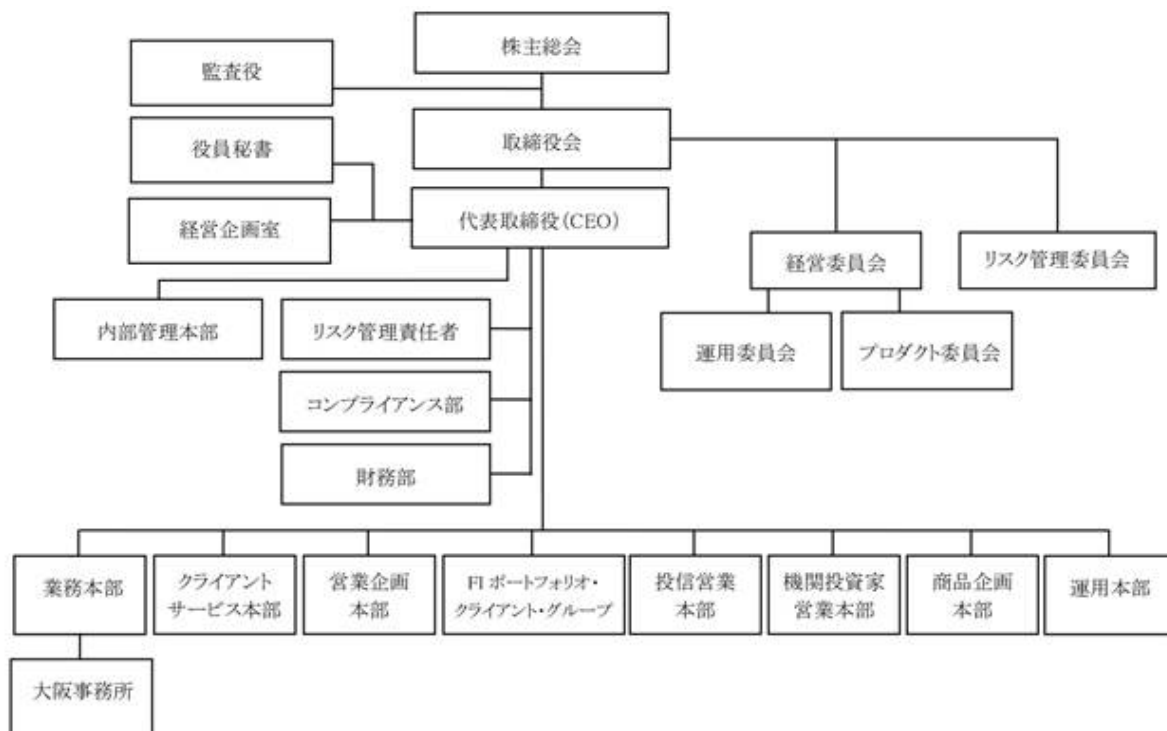 株主総会
監査役
取締役会
役員秘書
代表取締役(CEO)
経営企画室
経営委員会
リスク管理委員会
内部管理本部
リスク管理責任者
運用委員会
プロダクト委員会
コンプライアンス部
財務部
業務本部
クライアント
サービス本部
営業企画
本部
FI ポートフォリオ・
クライアント・グループ
投信営業
本部
機関投資家
営業本部
商品企画
本部
運用本部
大阪事務所